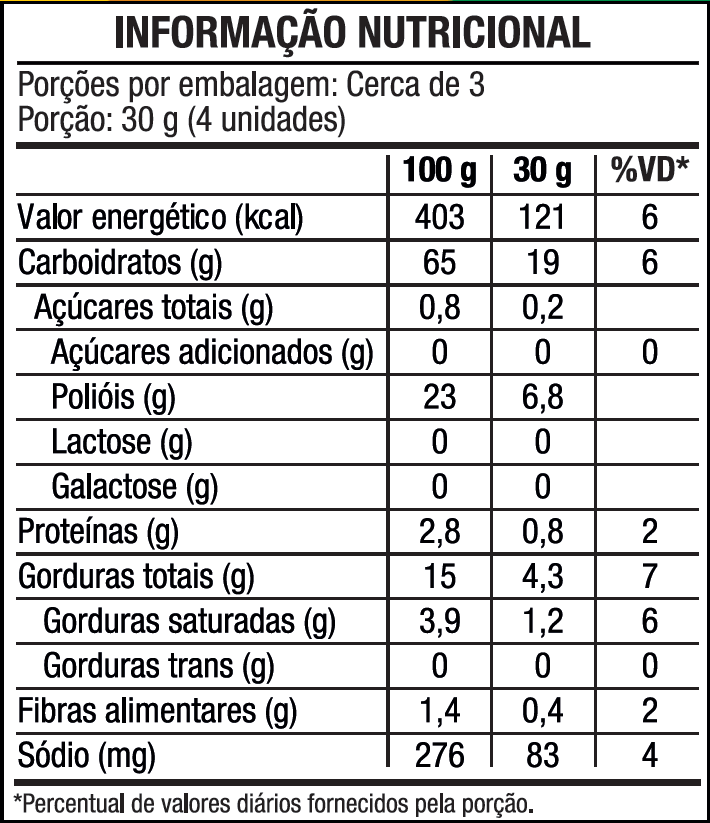 INFORMAÇÃO NUTRICIONAL
Porções por embalagem: Cerca de 3
Porção: 30 g (4 unidades)
100 g 30 g %VD*
Valor energético (kcal) 403 121 6
Carboidratos (g) 65 19 6
Açúcares totais (g) 0,8 0,2
Açúcares adicionados (g) 0 0 0
Polióis (g) 23 6,8
Lactose (g) 0 0
Galactose (g) 0 0
Proteínas (g) 2,8 0,8 2
Gorduras totais (g) 15 4,3 7
Gorduras saturadas (g) 3,9 1,2 6
Gorduras trans (g) 0 0 0
Fibras alimentares (g) 1,4 0,4 2
Sódio (mg) 276 83 4
*Percentual de valores diários fornecidos pela porção.